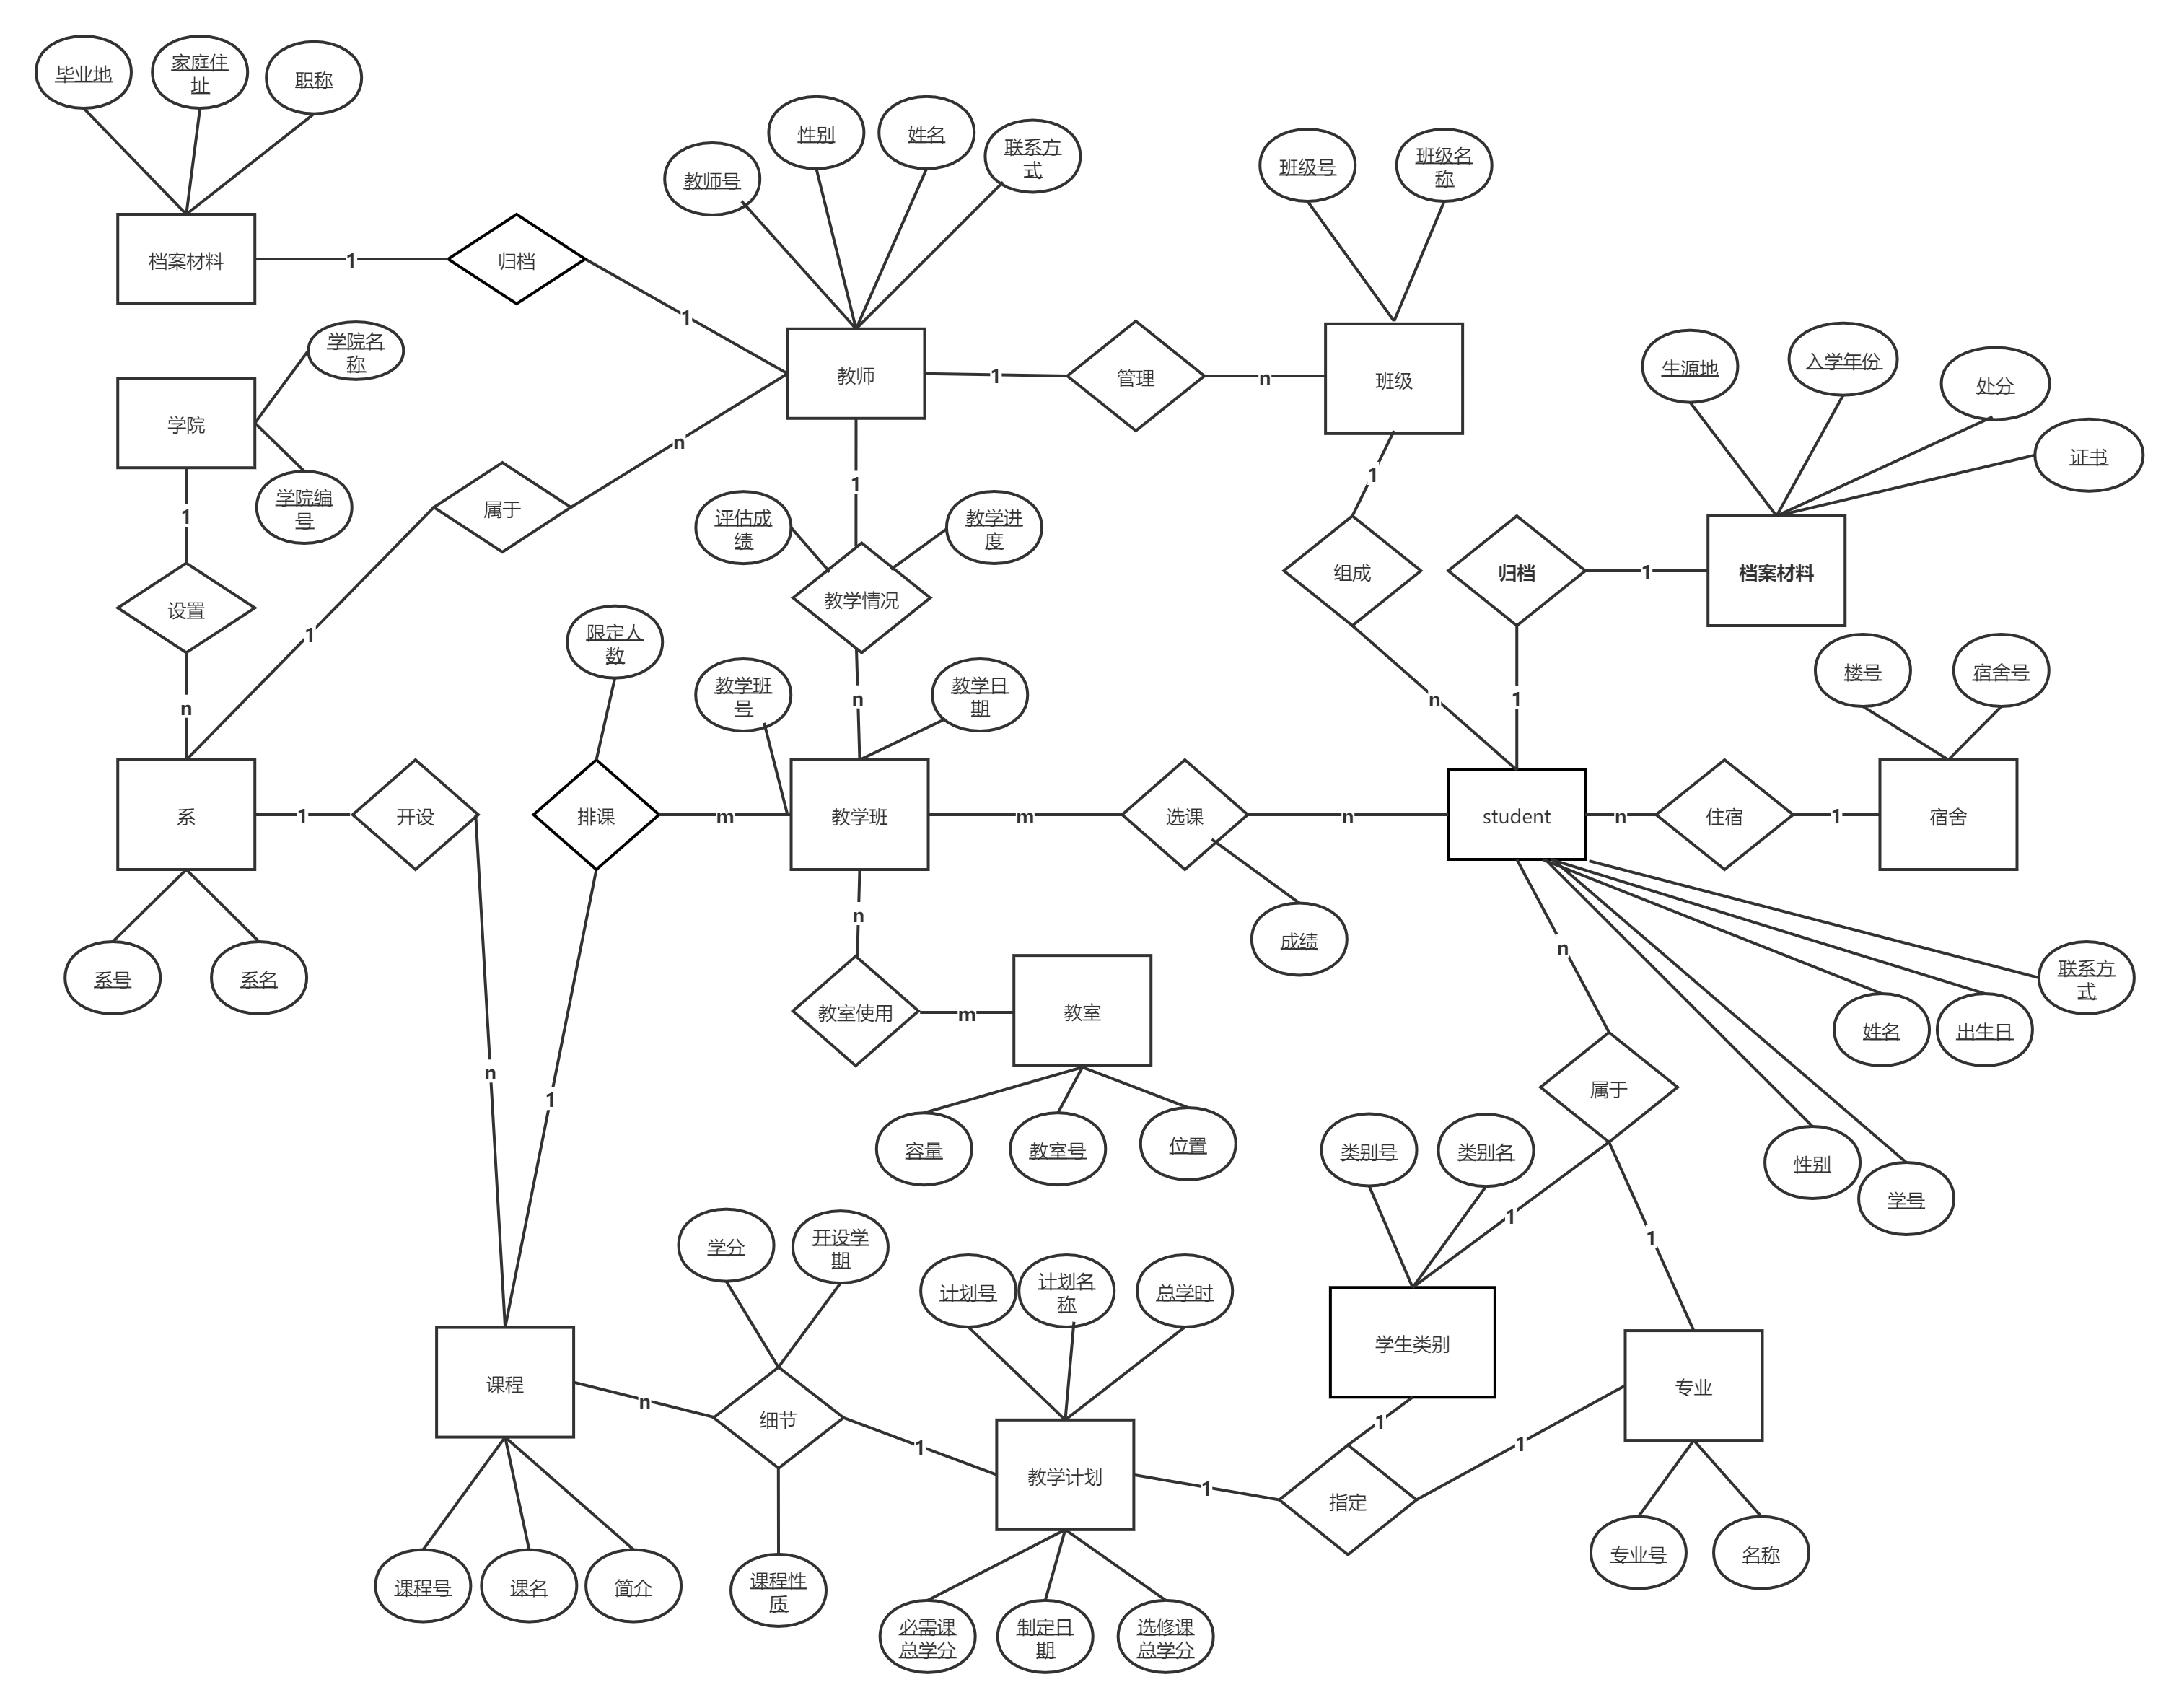 毕业地
家庭住
址
职称
教师号
性别
姓名
联系方
式
班级号
班级名
称
档案材料
1
归档
1
学院名
称
学院
学院编
号
教师
1
管理
n
班级
生源地
入学年份
处分
证书
n
1
1
属于
1
评估成
绩
教学进
度
教学情况
组成
归档
1
档案材料
设置
1
限定人
数
n
教学班
号
n
教学日
期
n
1
楼号
宿舍号
系
1
开设
排课
m
教学班
m
选课
n
student
n
住宿
1
宿舍
n
成绩
n
系号
系名
教室使用
m
教室
联系方
式
姓名
出生日
n
1
属于
容量
教室号
位置
类别号
类别名
性别
学号
1
1
学分
开设学
期
计划号
计划名
称
总学时
课程
n
细节
1
学生类别
专业
1
1
教学计划
1
指定
课程号
课名
简介
课程性
质
专业号
名称
必需课
总学分
制定日
期
选修课
总学分